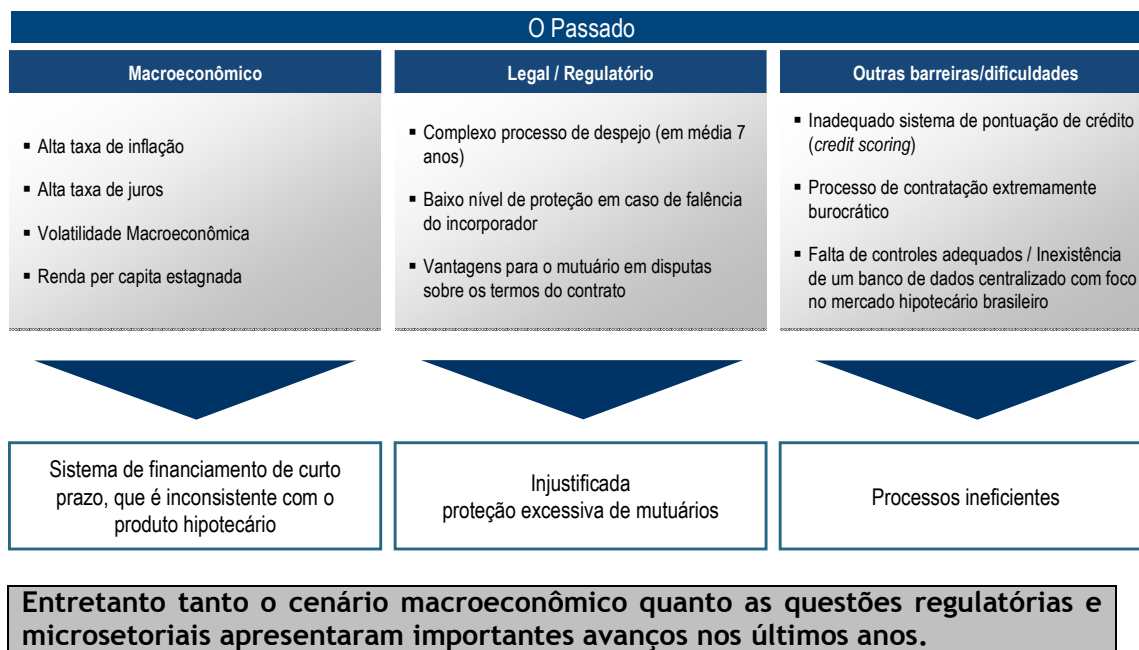 O Passado
Macroeconômico
▪ Alta taxa de inflação
▪ Alta taxa de juros
▪ Volatilidade Macroeconômica
▪ Renda per capita estagnada
Sistema de financiamento de curto
prazo, que é inconsistente com o
produto hipotecário
Legal / Regulatório
▪ Complexo processo de despejo (em média 7
anos)
▪ Baixo nível de proteção em caso de falência
do incorporador
▪ Vantagens para o mutuário em disputas
sobre os termos do contrato
Injustificada
proteção excessiva de mutuários
Outras barreiras/dificuldades
▪ Inadequado sistema de pontuação de crédito
(credit scoring)
▪ Processo de contratação extremamente
burocrático
▪ Falta de controles adequados / Inexistência
de um banco de dados centralizado com foco
no mercado hipotecário brasileiro
Processos ineficientes
Entretanto tanto o cenário macroeconômico quanto as questões regulatórias e
microsetoriais apresentaram importantes avanços nos últimos anos.